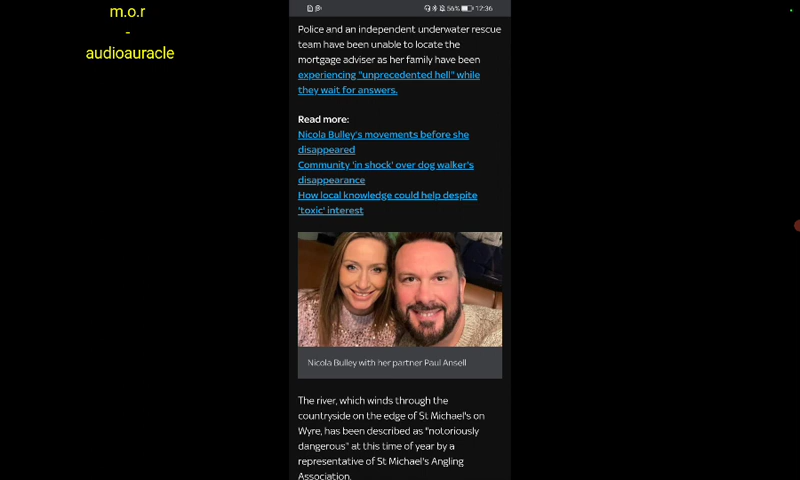 m.o.r
-
audioauracle
56% 12:36
Police and an independent underwater rescue
team have been unable to locate the
mortgage adviser as her family have been
experiencing "unprecedented hell" while
they wait for answers.
Read more:
Nicola Bulley's movements before she
disappeared
Community 'in shock' over dog walker's
disappearance
How local knowledge could help despite
'toxic' interest
Nicola Bulley with her partner Paul Ansell
The river, which winds through the
countryside on the edge of St Michael's on
Wyre, has been described as "notoriously
dangerous" at this time of year by a
representative of St Michael's Angling
Association.